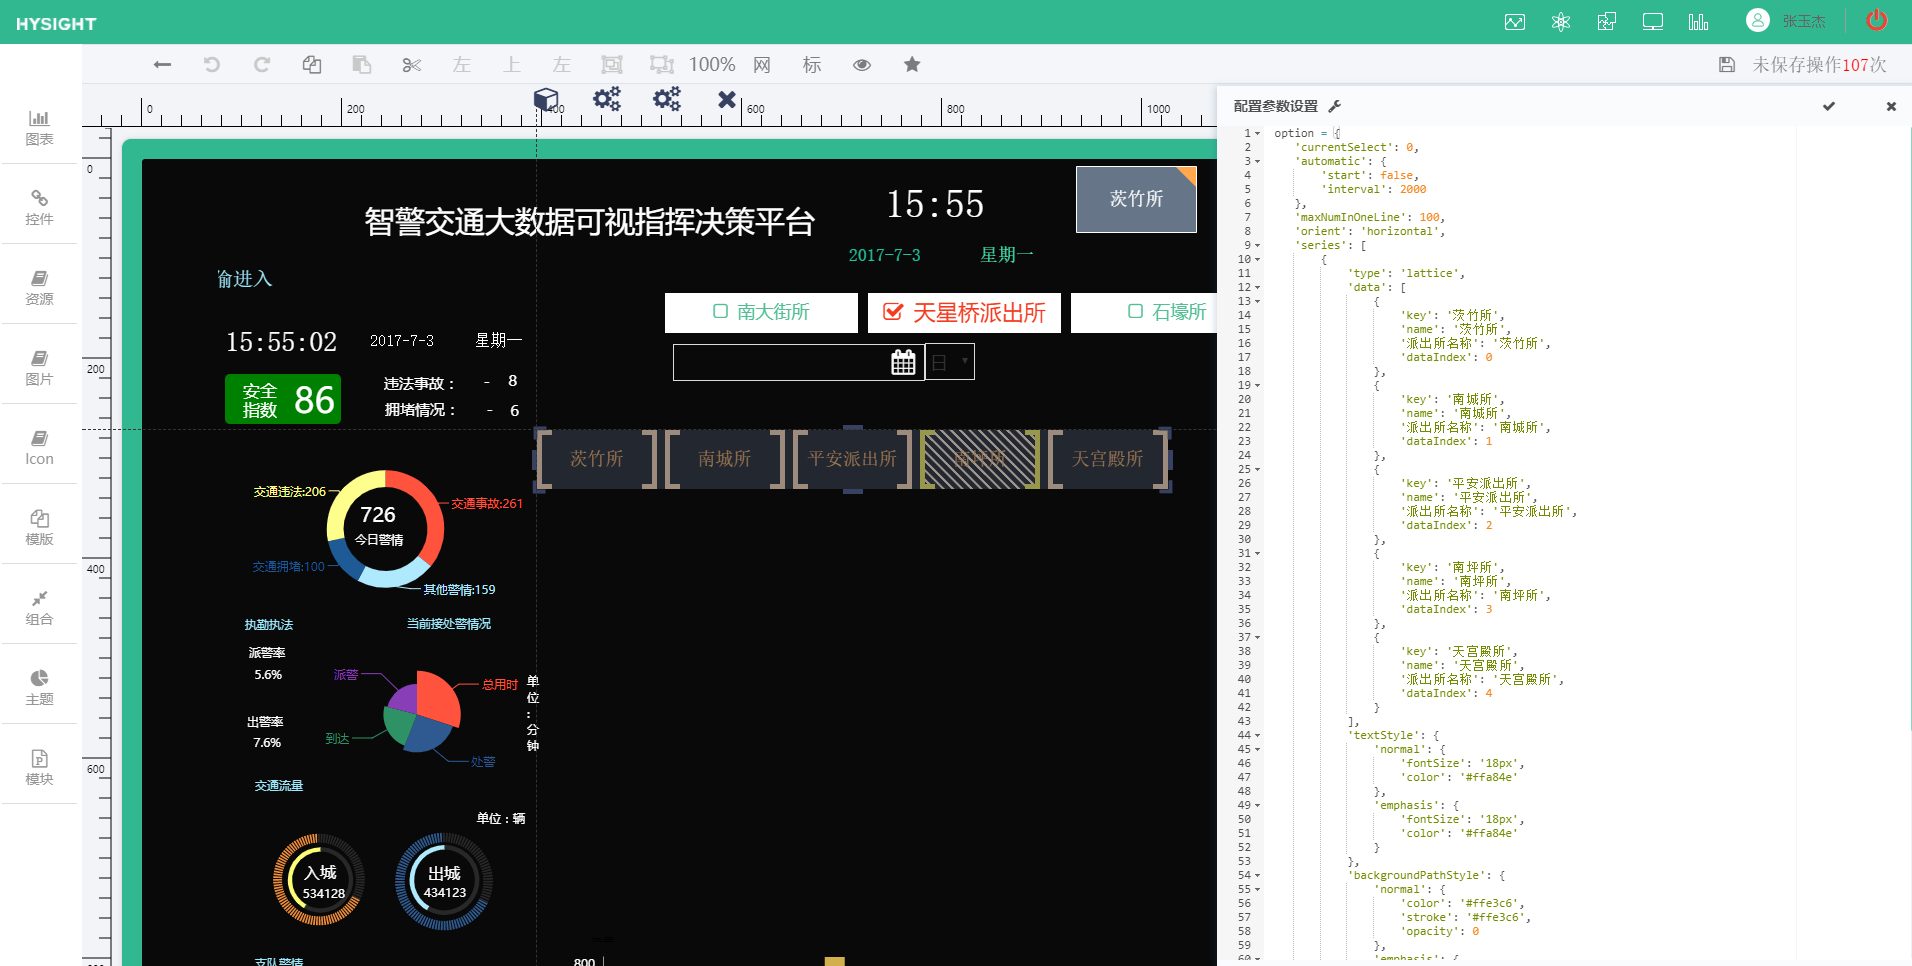 HYSIGHT
张玉杰
左
上
左
100%
网
标
未保存操作107次
图表
控件
资源
图片
Icon
模版
组合
主题
模块
0
200
400
600
800
1000
0
200
400
600
智警交通大数据可视指挥决策平台
15:55
2017-7-3
星期一
茨竹所
进入
南大街所
天星桥派出所
石壕所
15:55:02
2017-7-3
星期一
安全指数
86
违法事故： - 8
拥堵情况： - 6
日
茨竹所
南城所
平安派出所
南坪所
天宫殿所
交通违法:206
交通事故:261
726
今日警情
交通拥堵:100
其他警情:159
执勤执法
当前接处警情况
派警率
5.6%
出警率
7.6%
派警
总用时
到达
处警
单位:分钟
交通流量
单位：辆
入城
534128
出城
434123
支队警情
800
配置参数设置
1 option = {
2 'currentSelect': 0,
3 'automatic': {
4 'start': false,
5 'interval': 2000
6 },
7 'maxNumInOneLine': 100,
8 'orient': 'horizontal',
9 'series': [
10 {
11 'type': 'lattice',
12 'data': [
13 {
14 'key': '茨竹所',
15 'name': '茨竹所',
16 '派出所名称': '茨竹所',
17 'dataIndex': 0
18 },
19 {
20 'key': '南城所',
21 'name': '南城所',
22 '派出所名称': '南城所',
23 'dataIndex': 1
24 },
25 {
26 'key': '平安派出所',
27 'name': '平安派出所',
28 '派出所名称': '平安派出所',
29 'dataIndex': 2
30 },
31 {
32 'key': '南坪所',
33 'name': '南坪所',
34 '派出所名称': '南坪所',
35 'dataIndex': 3
36 },
37 {
38 'key': '天宫殿所',
39 'name': '天宫殿所',
40 '派出所名称': '天宫殿所',
41 'dataIndex': 4
42 }
43 ],
44 'textStyle': {
45 'normal': {
46 'fontSize': '18px',
47 'color': '#ffa84e'
48 },
49 'emphasis': {
50 'fontSize': '18px',
51 'color': '#ffa84e'
52 }
53 },
54 'backgroundPathStyle': {
55 'normal': {
56 'color': '#ffe3c6',
57 'stroke': '#ffe3c6',
58 'opacity': 0
59 },
60 'emphasis': {